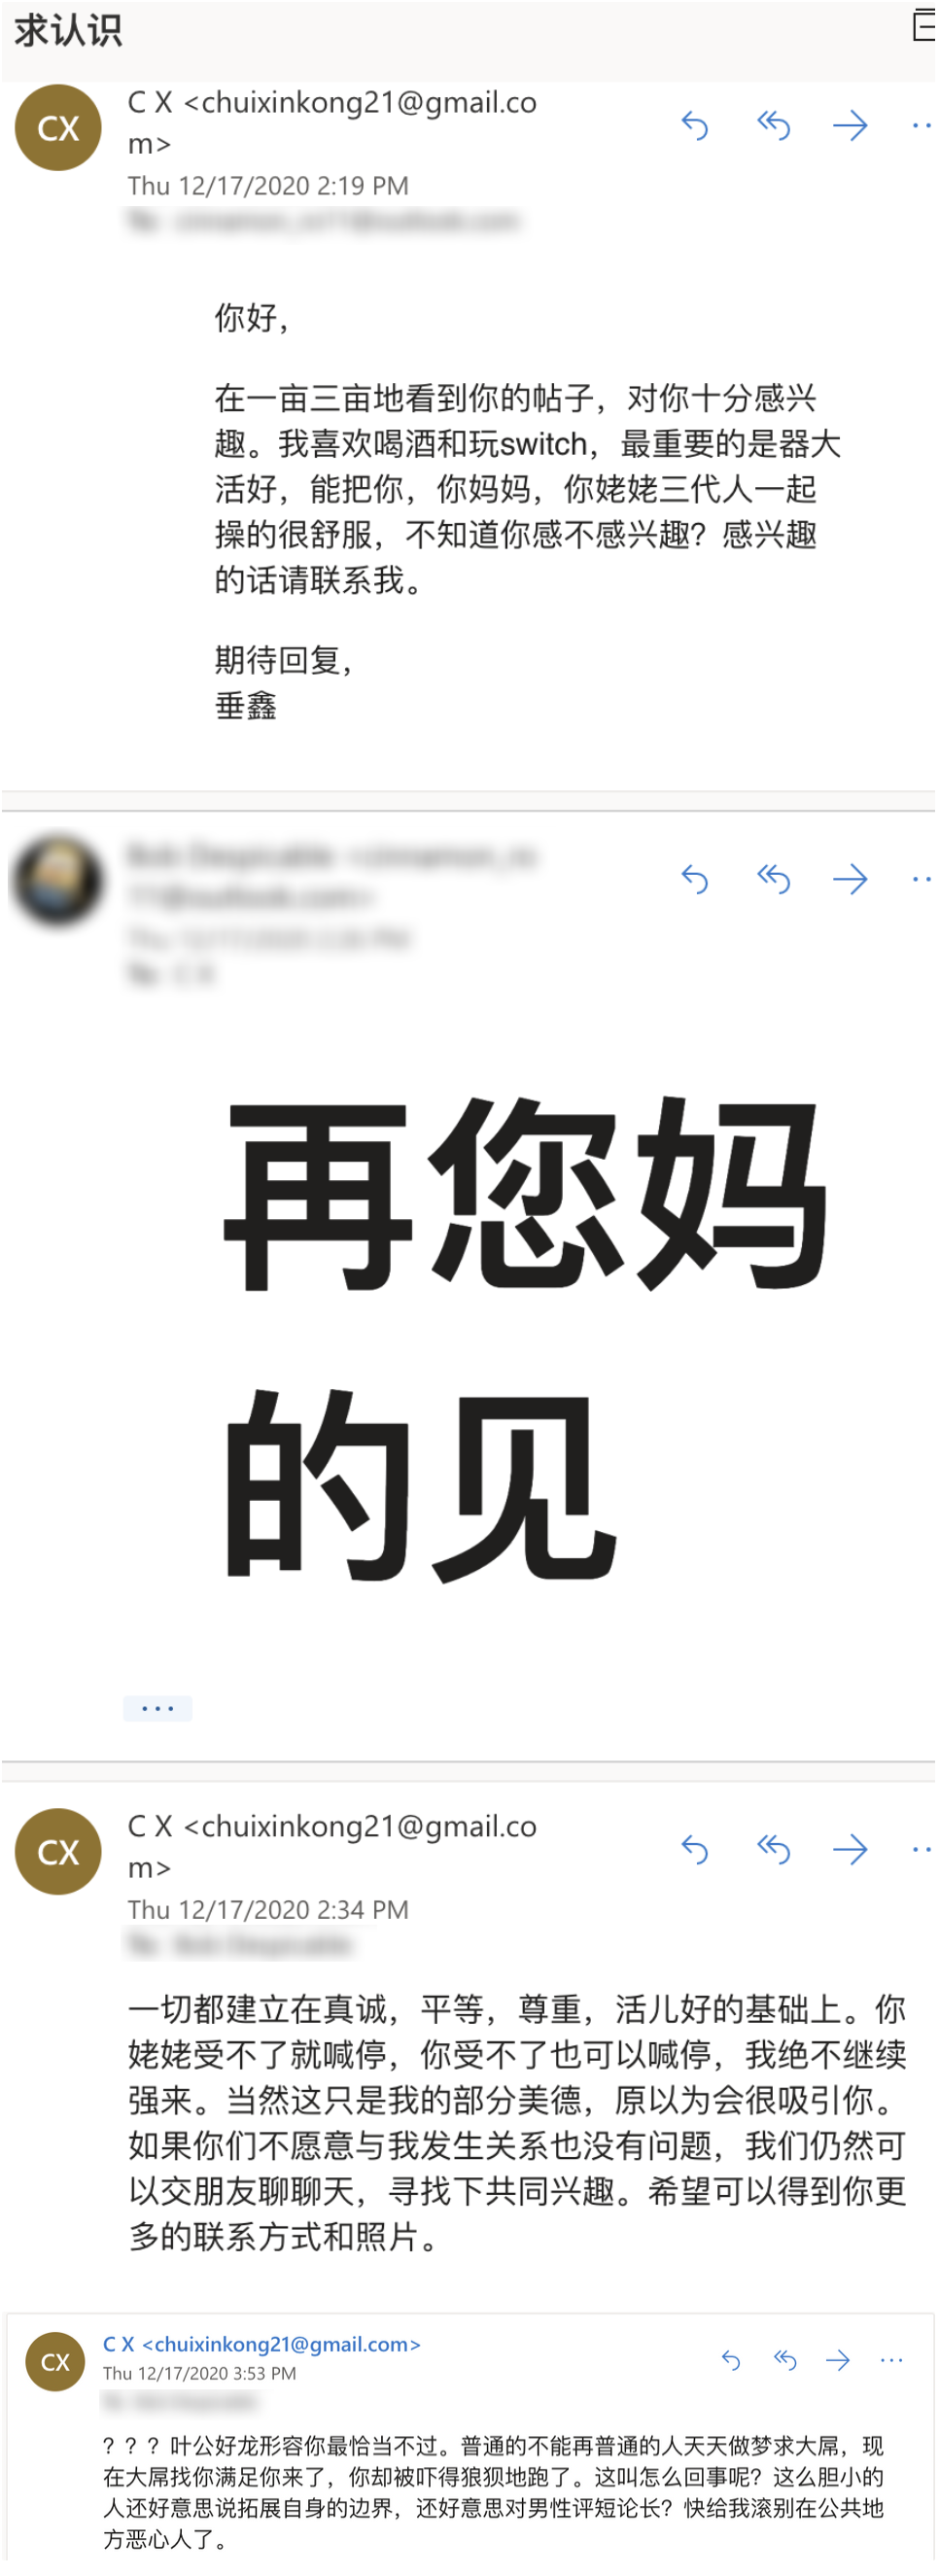 求认识
CX
C X <chuixinkong21@gmail.co
m>
Thu 12/17/2020 2:19 PM
你好，
在一亩三亩地看到你的帖子，对你十分感兴
趣。我喜欢喝酒和玩switch，最重要的是器大
活好，能把你，你妈妈，你姥姥三代人一起
操的很舒服，不知道你感不感兴趣？感兴趣
的话请联系我。
期待回复，
垂鑫
再您妈
的见
...
CX
C X <chuixinkong21@gmail.co
m>
Thu 12/17/2020 2:34 PM
一切都建立在真诚，平等，尊重，活儿好的基础上。你
姥姥受不了就喊停，你受不了也可以喊停，我绝不继续
强来。当然这只是我的部分美德，原以为会很吸引你。
如果你们不愿意与我发生关系也没有问题，我们仍然可
以交朋友聊聊天，寻找下共同兴趣。希望可以得到你更
多的联系方式和照片。
CX
C X <chuixinkong21@gmail.com>
Thu 12/17/2020 3:53 PM
？？？叶公好龙形容你最恰当不过。普通的不能再普通的人天天做梦求大屌，现
在大屌找你满足你来了，你却被吓得狼狈地跑了。这叫怎么回事呢？这么胆小的
人还好意思说拓展自身的边界，还好意思对男性评短论长？快给我滚别在公共地
方恶心人了。